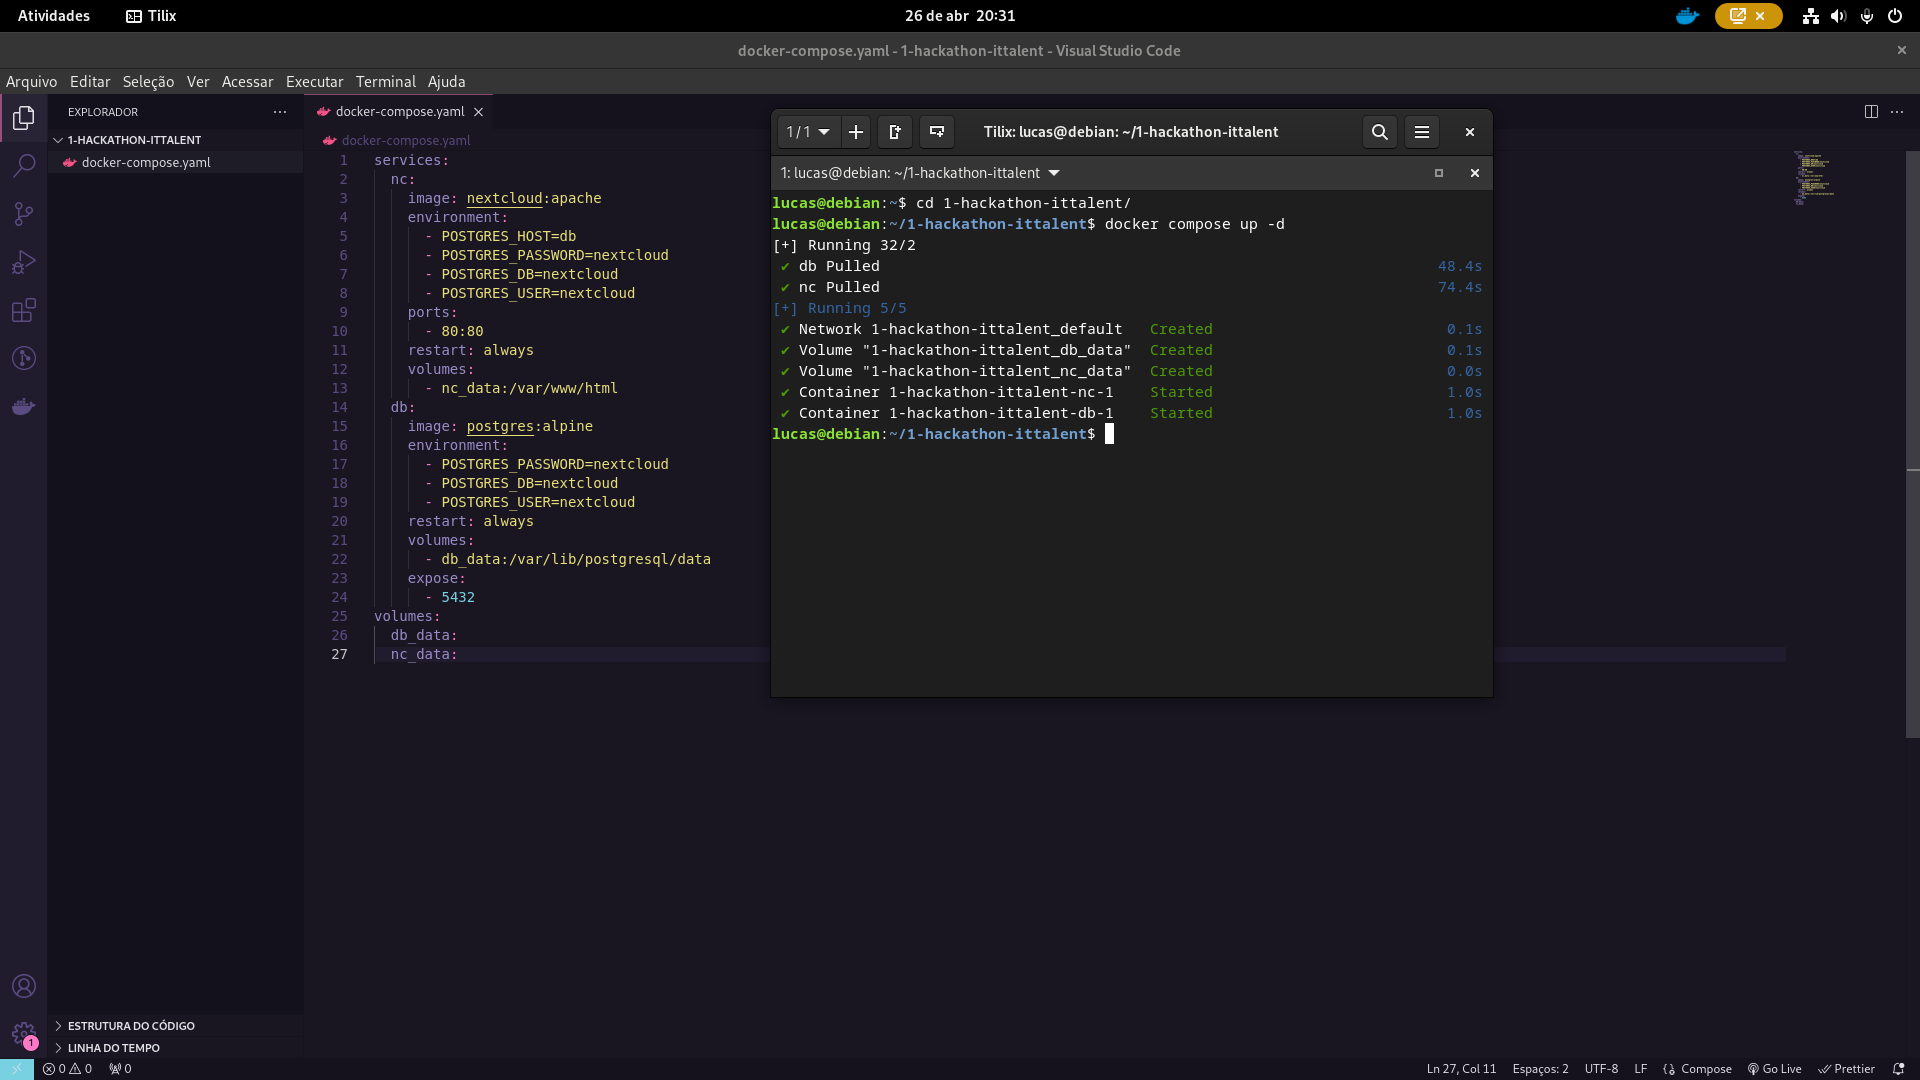 Atividades
Tilix
26 de abr 20:31
docker-compose.yaml - 1-hackathon-ittalent - Visual Studio Code
Arquivo Editar Seleção Ver Acessar Executar Terminal Ajuda
EXPLORADOR
1-HACKATHON-ITTALENT
docker-compose.yaml
docker-compose.yaml
docker-compose.yaml
1 services:
2 nc:
3 image: nextcloud:apache
4 environment:
5 - POSTGRES_HOST=db
6 - POSTGRES_PASSWORD=nextcloud
7 - POSTGRES_DB=nextcloud
8 - POSTGRES_USER=nextcloud
9 ports:
10 - 80:80
11 restart: always
12 volumes:
13 - nc_data:/var/www/html
14 db:
15 image: postgres:alpine
16 environment:
17 - POSTGRES_PASSWORD=nextcloud
18 - POSTGRES_DB=nextcloud
19 - POSTGRES_USER=nextcloud
20 restart: always
21 volumes:
22 - db_data:/var/lib/postgresql/data
23 expose:
24 - 5432
25 volumes:
26 db_data:
27 nc_data:
1 / 1
Tilix: lucas@debian: ~/1-hackathon-ittalent
1: lucas@debian: ~/1-hackathon-ittalent
lucas@debian:~$ cd 1-hackathon-ittalent/
lucas@debian:~/1-hackathon-ittalent$ docker compose up -d
[+] Running 32/2
✔ db Pulled 48.4s
✔ nc Pulled 74.4s
[+] Running 5/5
✔ Network 1-hackathon-ittalent_default Created 0.1s
✔ Volume "1-hackathon-ittalent_db_data" Created 0.1s
✔ Volume "1-hackathon-ittalent_nc_data" Created 0.0s
✔ Container 1-hackathon-ittalent-nc-1 Started 1.0s
✔ Container 1-hackathon-ittalent-db-1 Started 1.0s
lucas@debian:~/1-hackathon-ittalent$
ESTRUTURA DO CÓDIGO
1
LINHA DO TEMPO
0 0 0
Ln 27, Col 11 Espaços: 2 UTF-8 LF Compose Go Live Prettier